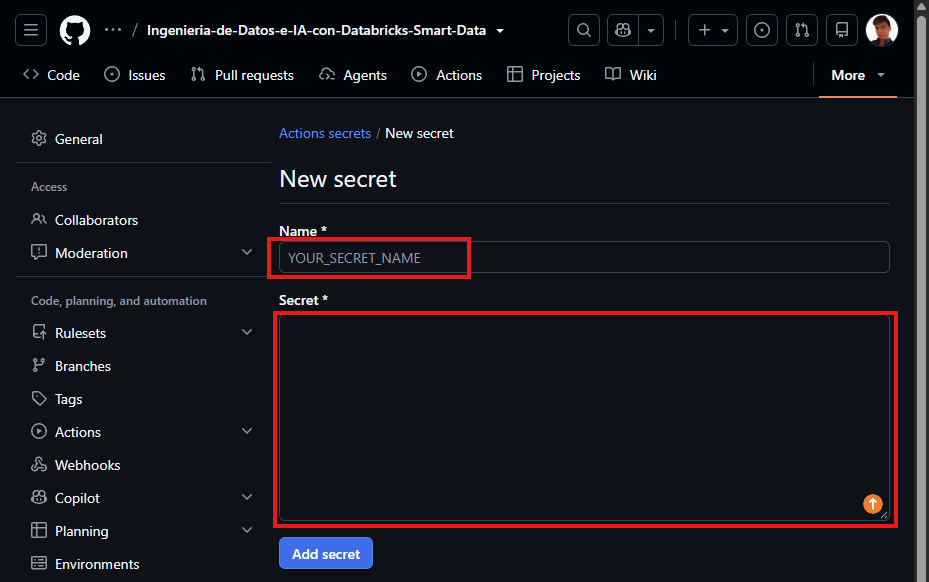 ··· / Ingenieria-de-Datos-e-IA-con-Databricks-Smart-Data
Code Issues Pull requests Agents Actions Projects Wiki More
General
Access
Collaborators
Moderation
Code, planning, and automation
Rulesets
Branches
Tags
Actions
Webhooks
Copilot
Planning
Environments
Actions secrets / New secret
New secret
Name *
YOUR_SECRET_NAME
Secret *
Add secret